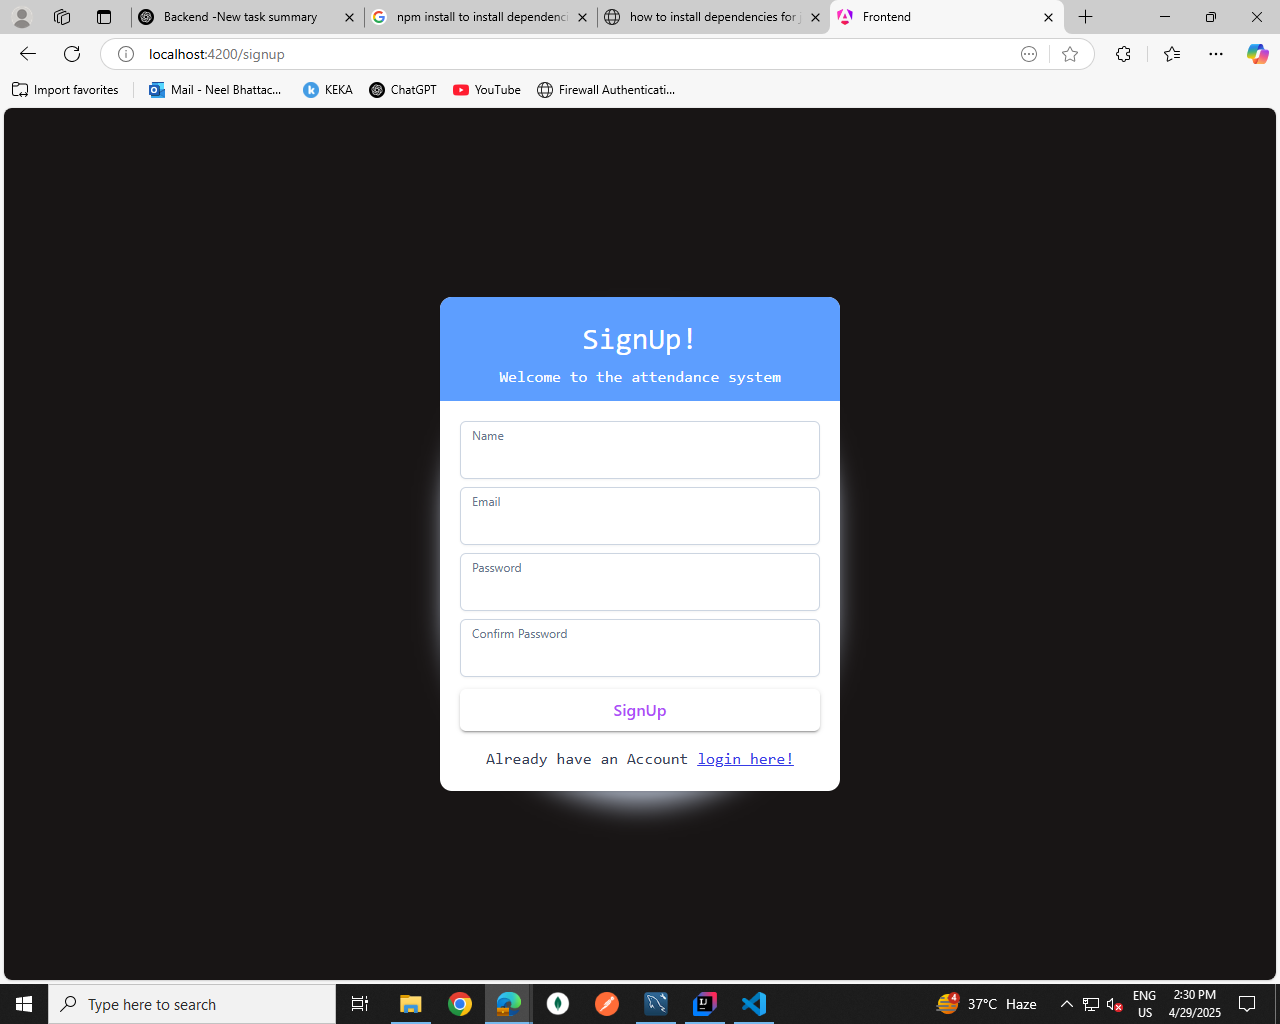 Backend -New task summary
npm install to install dependenci
how to install dependencies for j
Frontend
localhost:4200/signup
Import favorites
Mail - Neel Bhattac...
KEKA
ChatGPT
YouTube
Firewall Authenticati...
SignUp!
Welcome to the attendance system
Name
Email
Password
Confirm Password
SignUp
Already have an Account login here!
Type here to search
4
37°C Haze
ENG
US
2:30 PM
4/29/2025